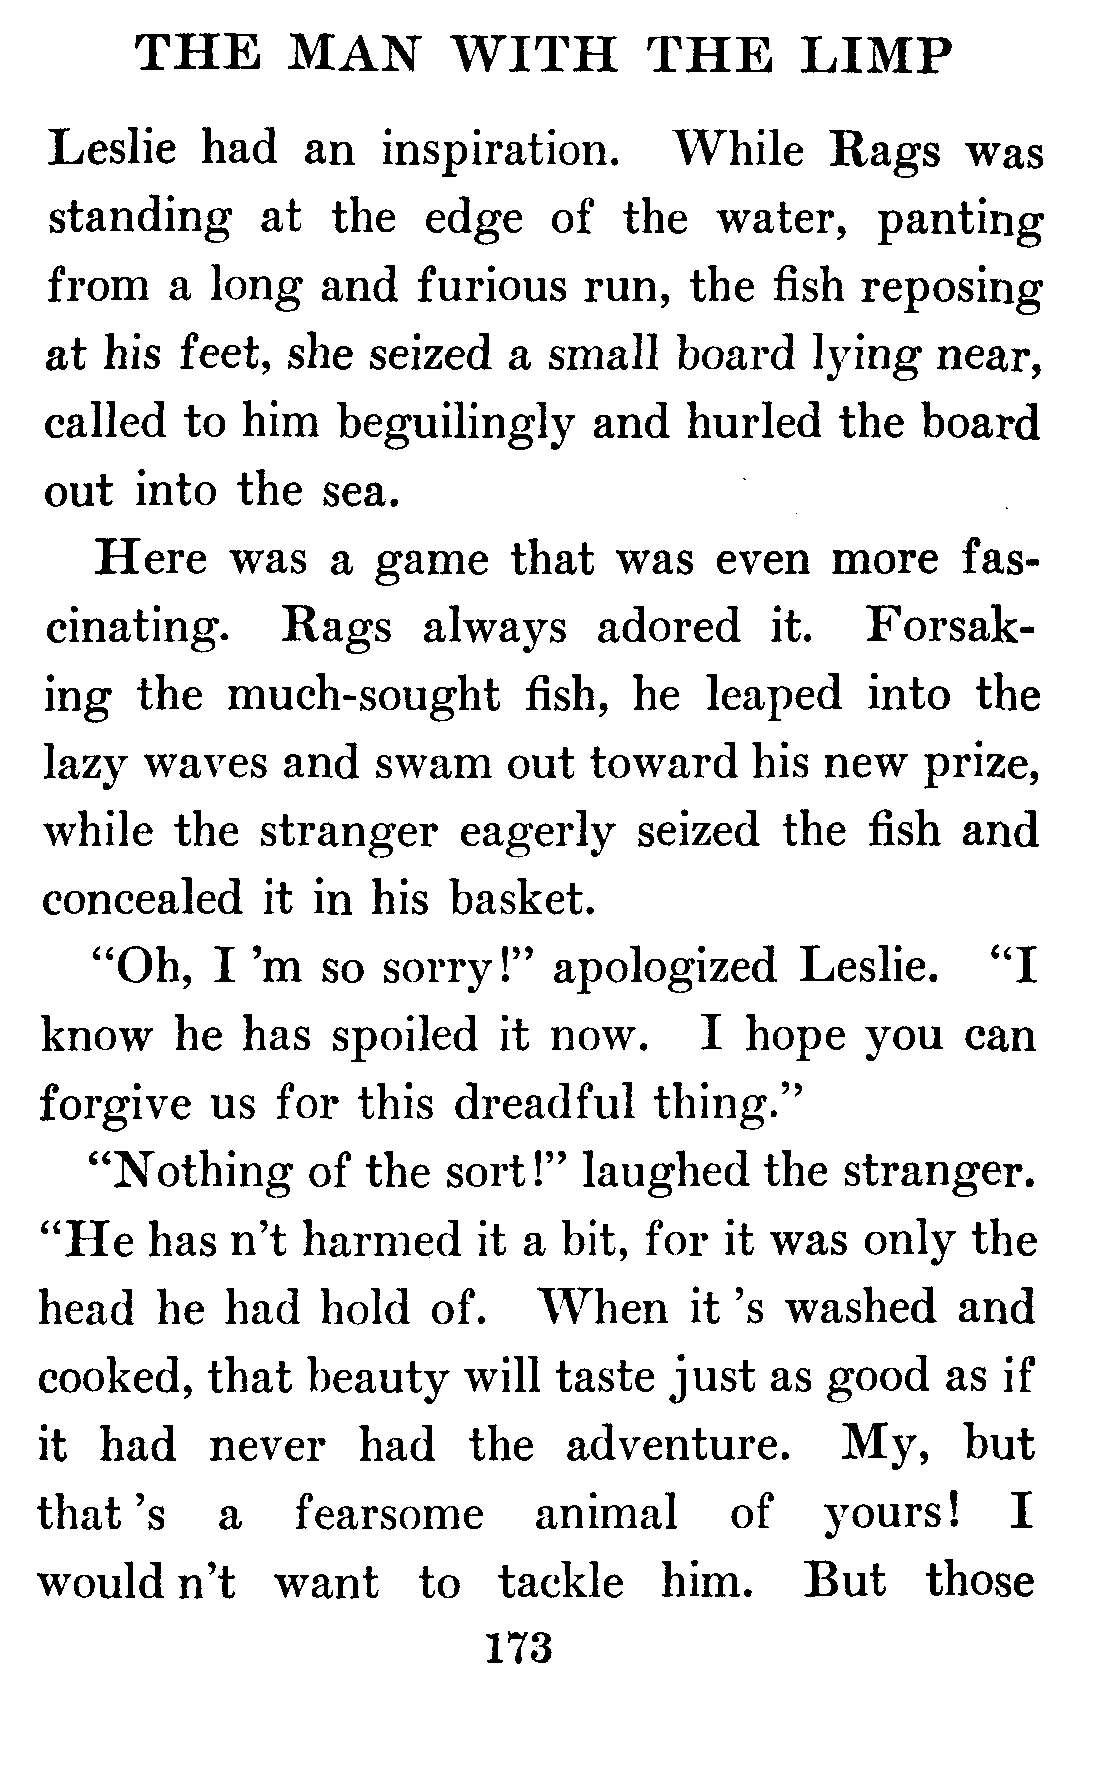 THE MAN WITH THE LIMP
Leslie had an inspiration. While Rags was
standing at the edge of the water, panting
from a long and furious run, the fish reposing
at his feet, she seized a small board lying near,
called to him beguilingly and hurled the board
out into the sea.
Here was a game that was even more fas-
cinating. Rags always adored it. Forsak-
ing the much-sought fish, he leaped into the
lazy waves and swam out toward his new prize,
while the stranger eagerly seized the fish and
concealed it in his basket.
“Oh, I ’m so sorry!” apologized Leslie. “I
know he has spoiled it now. I hope you can
forgive us for this dreadful thing.”
“Nothing of the sort!” laughed the stranger.
“He has n’t harmed it a bit, for it was only the
head he had hold of. When it ’s washed and
cooked, that beauty will taste just as good as if
it had never had the adventure. My, but
that ’s a fearsome animal of yours! I
would n’t want to tackle him. But those
173